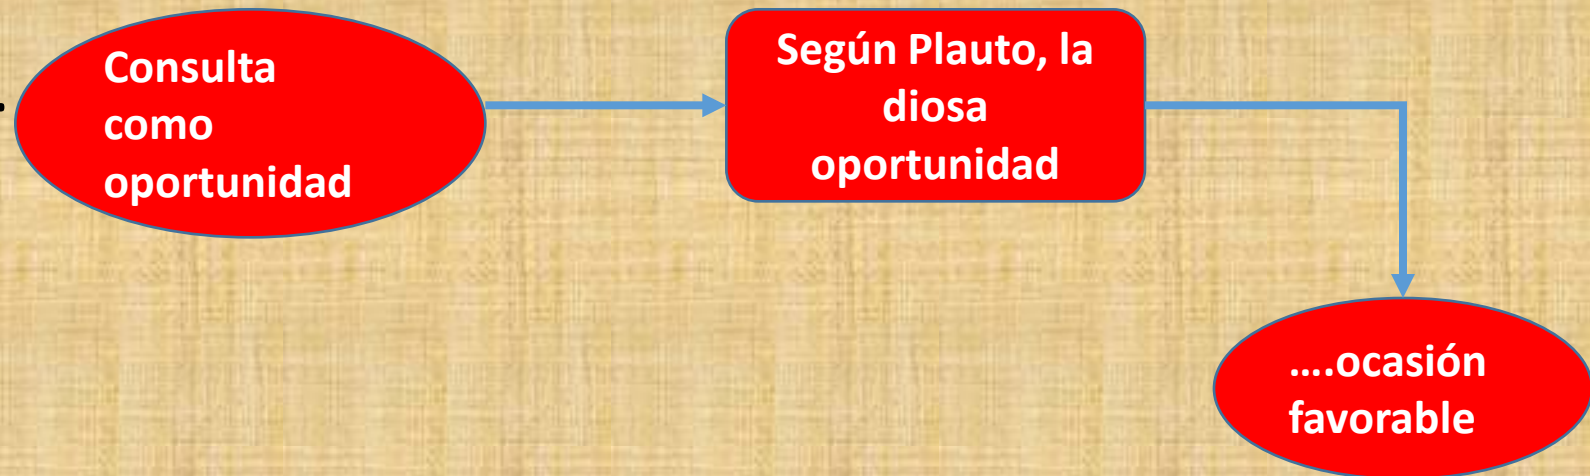 Consulta
como
oportunidad
Según Plauto, la
diosa
oportunidad
....ocasión
favorable